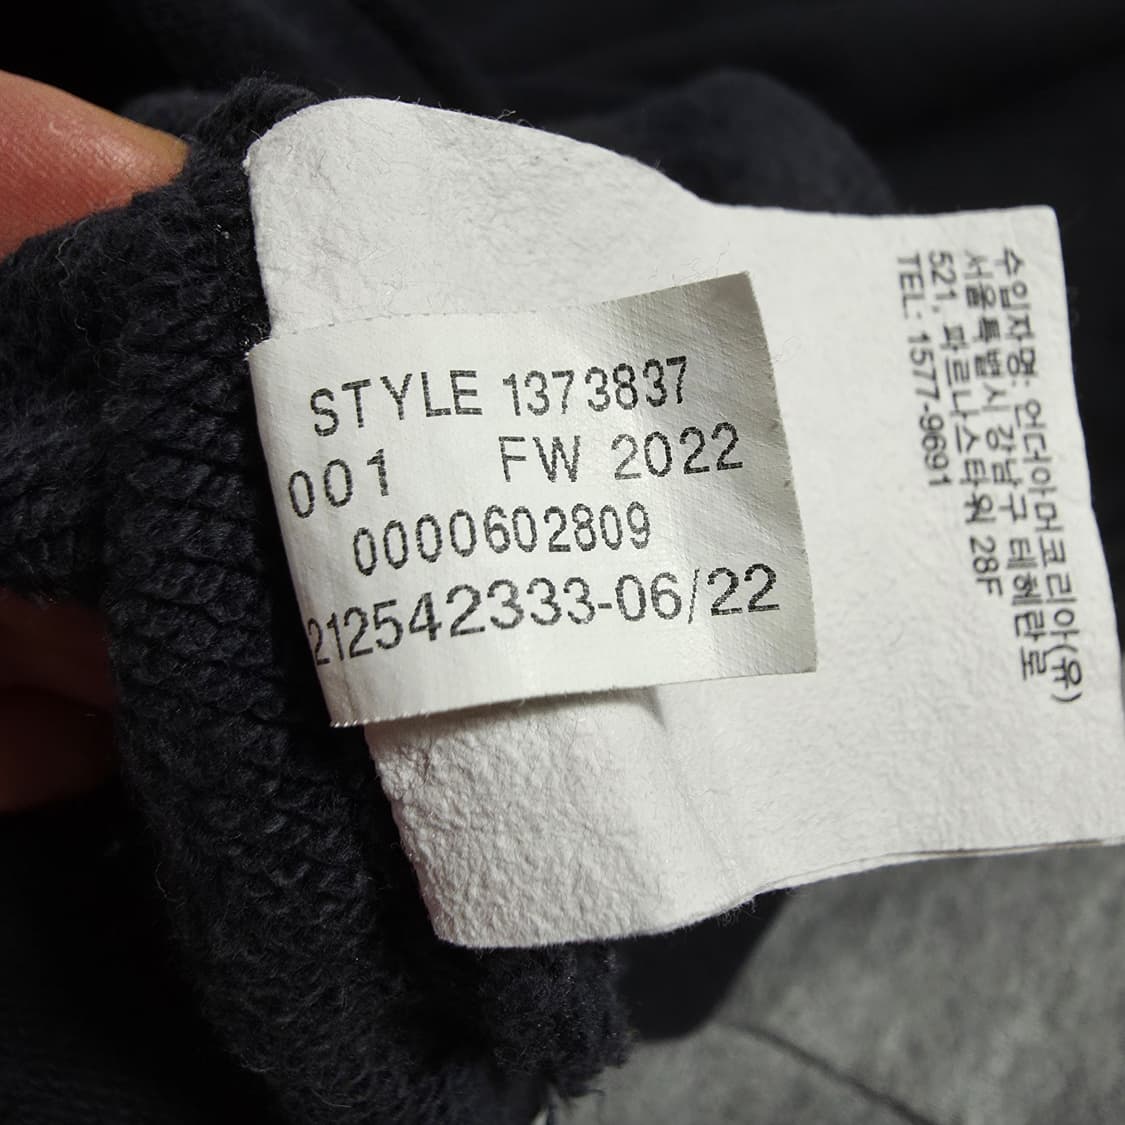 STYLE 1373837
001 FW 2022
0000602809
212542333-06/22
수입자명: 언더아머코리아(유)
서울특별시 강남구 테헤란로
521, 파르나스타워 28F
TEL: 1577-9691